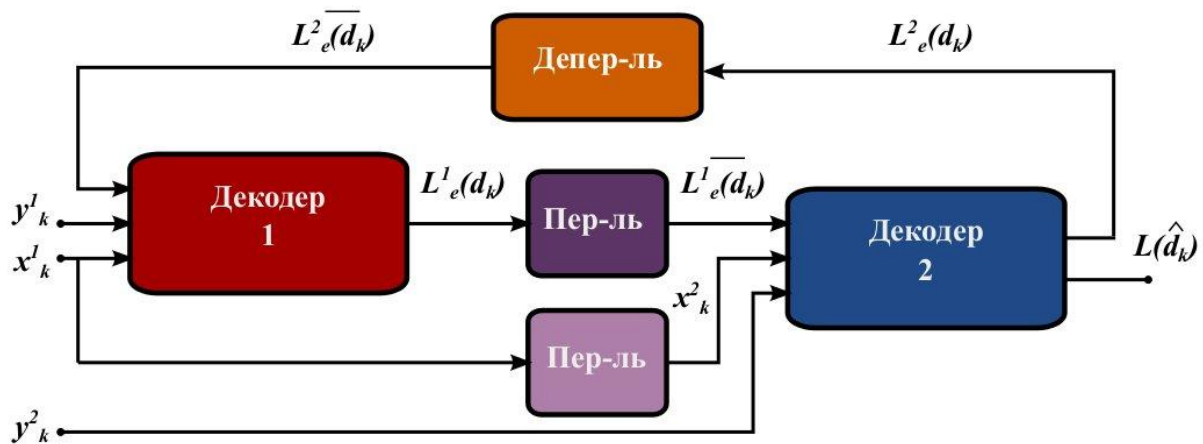 L²ₑ(d̅ₖ)
L²ₑ(dₖ)
Депер-ль
Декодер
1
L¹ₑ(dₖ)
Пер-ль
L¹ₑ(d̅ₖ)
Декодер
2
y¹ₖ
x¹ₖ
L(d̂ₖ)
x²ₖ
Пер-ль
y²ₖ